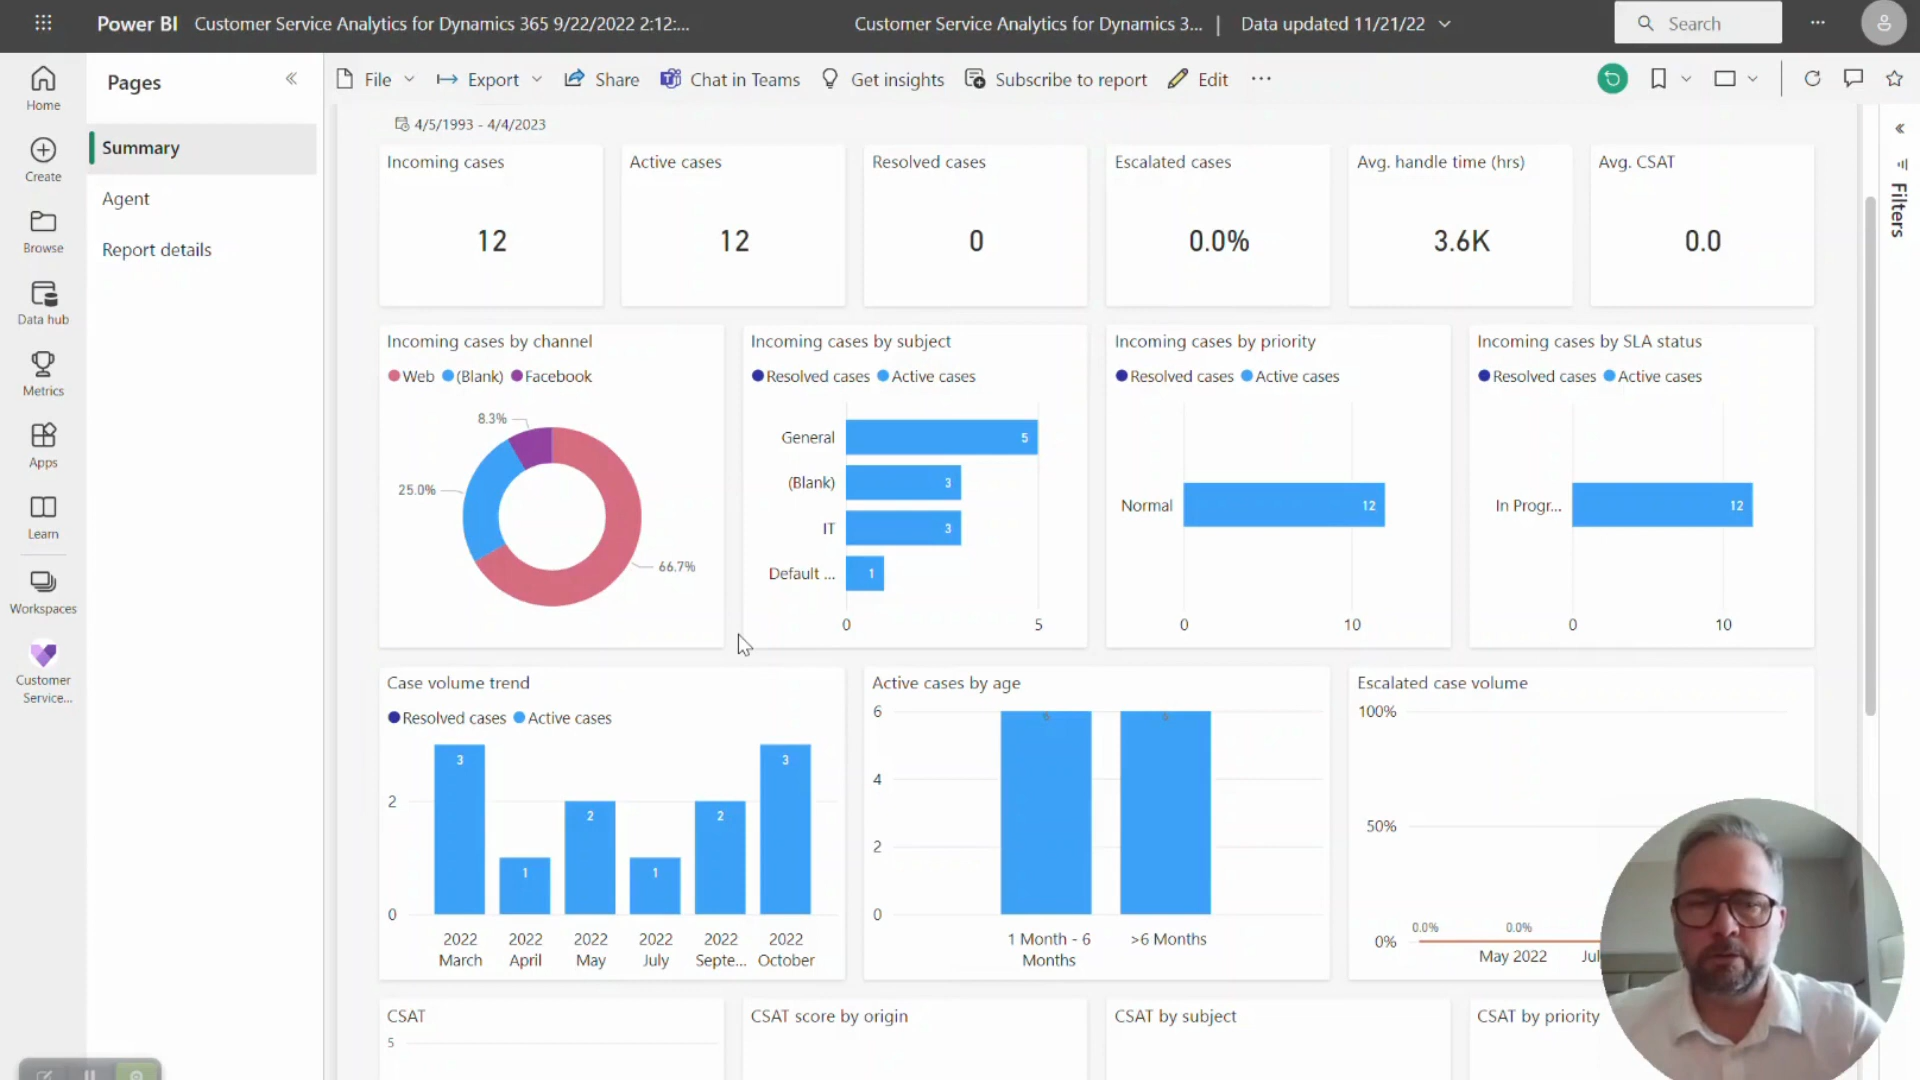 Power BI Customer Service Analytics for Dynamics 365 9/22/2022 2:12:... Customer Service Analytics for Dynamics 3... | Data updated 11/21/22 Search
Home
Create
Browse
Data hub
Metrics
Apps
Learn
Workspaces
Customer
Service...
Pages
Summary
Agent
Report details
File Export Share Chat in Teams Get insights Subscribe to report Edit
Filters
4/5/1993 - 4/4/2023
Incoming cases
12
Active cases
12
Resolved cases
0
Escalated cases
0.0%
Avg. handle time (hrs)
3.6K
Avg. CSAT
0.0
Incoming cases by channel
Web (Blank) Facebook
8.3%
25.0%
66.7%
Incoming cases by subject
Resolved cases Active cases
General 5
(Blank) 3
IT 3
Default ... 1
0 5
Incoming cases by priority
Resolved cases Active cases
Normal 12
0 10
Incoming cases by SLA status
Resolved cases Active cases
In Progr... 12
0 10
Case volume trend
Resolved cases Active cases
2
0
3 1 2 1 2 3
2022 2022 2022 2022 2022 2022
March April May July Septe... October
Active cases by age
6
4
2
0
6 6
1 Month - 6 >6 Months
Months
Escalated case volume
100%
50%
0%
0.0% 0.0%
May 2022 Jul
CSAT
5
CSAT score by origin
CSAT by subject
CSAT by priority